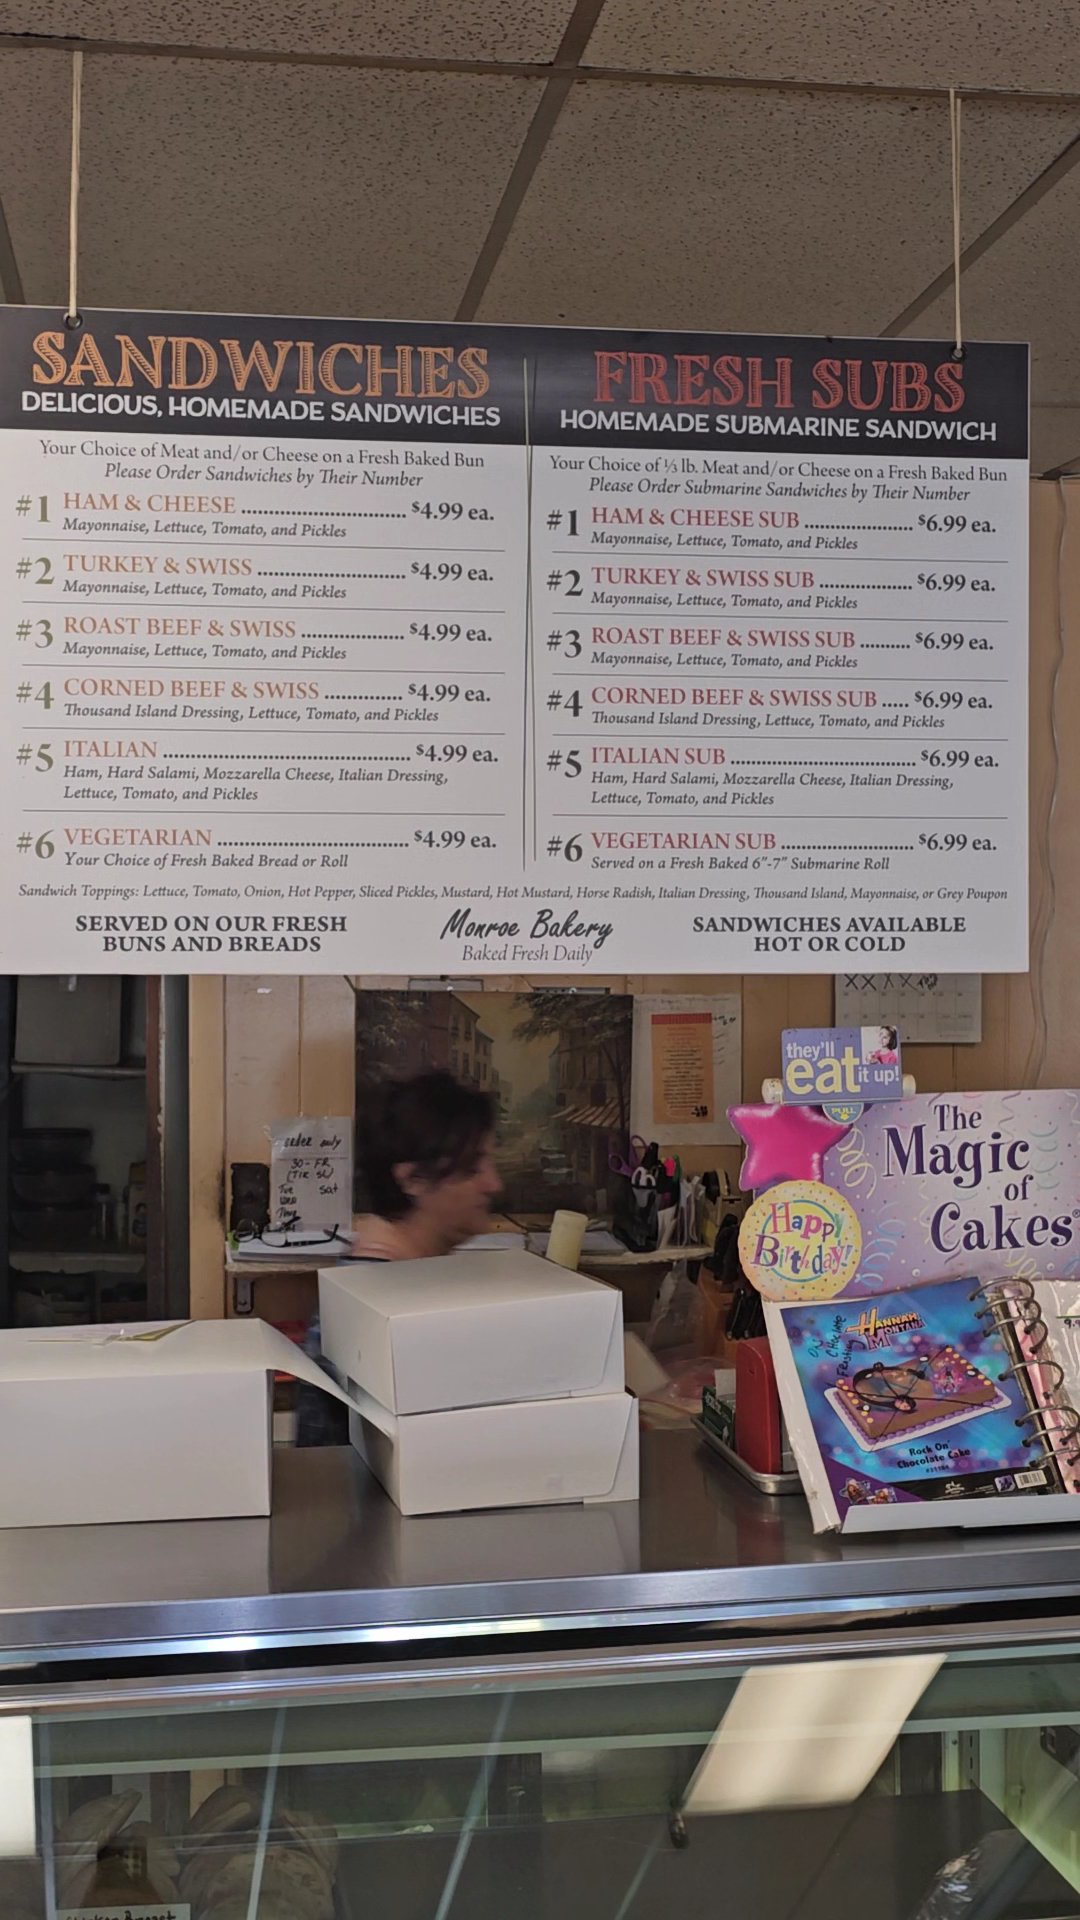 SANDWICHES
DELICIOUS, HOMEMADE SANDWICHES
Your Choice of Meat and/or Cheese on a Fresh Baked Bun
Please Order Sandwiches by Their Number
#1 HAM & CHEESE .............................. $4.99 ea.
Mayonnaise, Lettuce, Tomato, and Pickles
#2 TURKEY & SWISS ........................... $4.99 ea.
Mayonnaise, Lettuce, Tomato, and Pickles
#3 ROAST BEEF & SWISS ................... $4.99 ea.
Mayonnaise, Lettuce, Tomato, and Pickles
#4 CORNED BEEF & SWISS .............. $4.99 ea.
Thousand Island Dressing, Lettuce, Tomato, and Pickles
#5 ITALIAN ............................................. $4.99 ea.
Ham, Hard Salami, Mozzarella Cheese, Italian Dressing,
Lettuce, Tomato, and Pickles
#6 VEGETARIAN ................................... $4.99 ea.
Your Choice of Fresh Baked Bread or Roll
FRESH SUBS
HOMEMADE SUBMARINE SANDWICH
Your Choice of ⅓ lb. Meat and/or Cheese on a Fresh Baked Bun
Please Order Submarine Sandwiches by Their Number
#1 HAM & CHEESE SUB .................... $6.99 ea.
Mayonnaise, Lettuce, Tomato, and Pickles
#2 TURKEY & SWISS SUB ................. $6.99 ea.
Mayonnaise, Lettuce, Tomato, and Pickles
#3 ROAST BEEF & SWISS SUB .......... $6.99 ea.
Mayonnaise, Lettuce, Tomato, and Pickles
#4 CORNED BEEF & SWISS SUB ..... $6.99 ea.
Thousand Island Dressing, Lettuce, Tomato, and Pickles
#5 ITALIAN SUB .................................. $6.99 ea.
Ham, Hard Salami, Mozzarella Cheese, Italian Dressing,
Lettuce, Tomato, and Pickles
#6 VEGETARIAN SUB ........................ $6.99 ea.
Served on a Fresh Baked 6”-7” Submarine Roll
Sandwich Toppings: Lettuce, Tomato, Onion, Hot Pepper, Sliced Pickles, Mustard, Hot Mustard, Horse Radish, Italian Dressing, Thousand Island, Mayonnaise, or Grey Poupon
SERVED ON OUR FRESH
BUNS AND BREADS
Monroe Bakery
Baked Fresh Daily
SANDWICHES AVAILABLE
HOT OR COLD
they'll
eat it up!
PULL
The
Magic
of
Cakes®
Happy
Birthday!
order only
30-FR
Tue sat
Hannah
Montana
on
Chocolate
Frosting
Rock On
Chocolate Cake